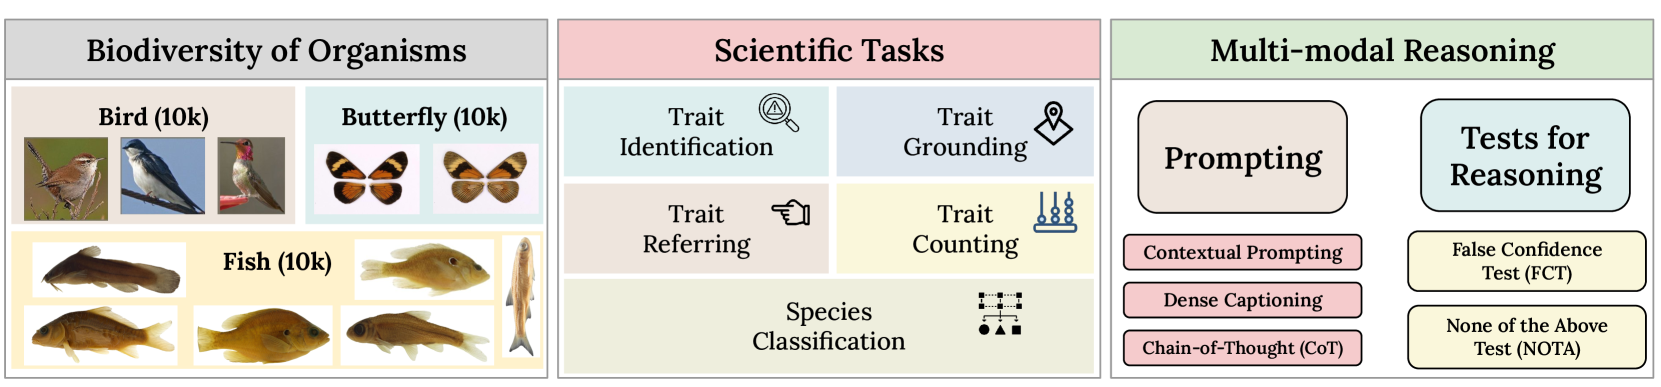 Biodiversity of Organisms
Bird (10k)
Butterfly (10k)
Fish (10k)
Scientific Tasks
Trait
Identification
Trait
Grounding
Trait
Referring
Trait
Counting
Species
Classification
Multi-modal Reasoning
Prompting
Contextual Prompting
Dense Captioning
Chain-of-Thought (CoT)
Tests for
Reasoning
False Confidence
Test (FCT)
None of the Above
Test (NOTA)